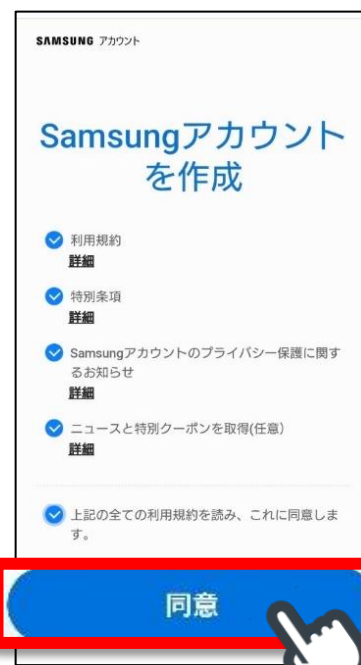 SAMSUNG アカウント
Samsungアカウント
を作成
利用規約
詳細
特別条項
詳細
Samsungアカウントのプライバシー保護に関す
るお知らせ
詳細
ニュースと特別クーポンを取得(任意)
詳細
上記の全ての利用規約を読み、これに同意しま
す。
同意